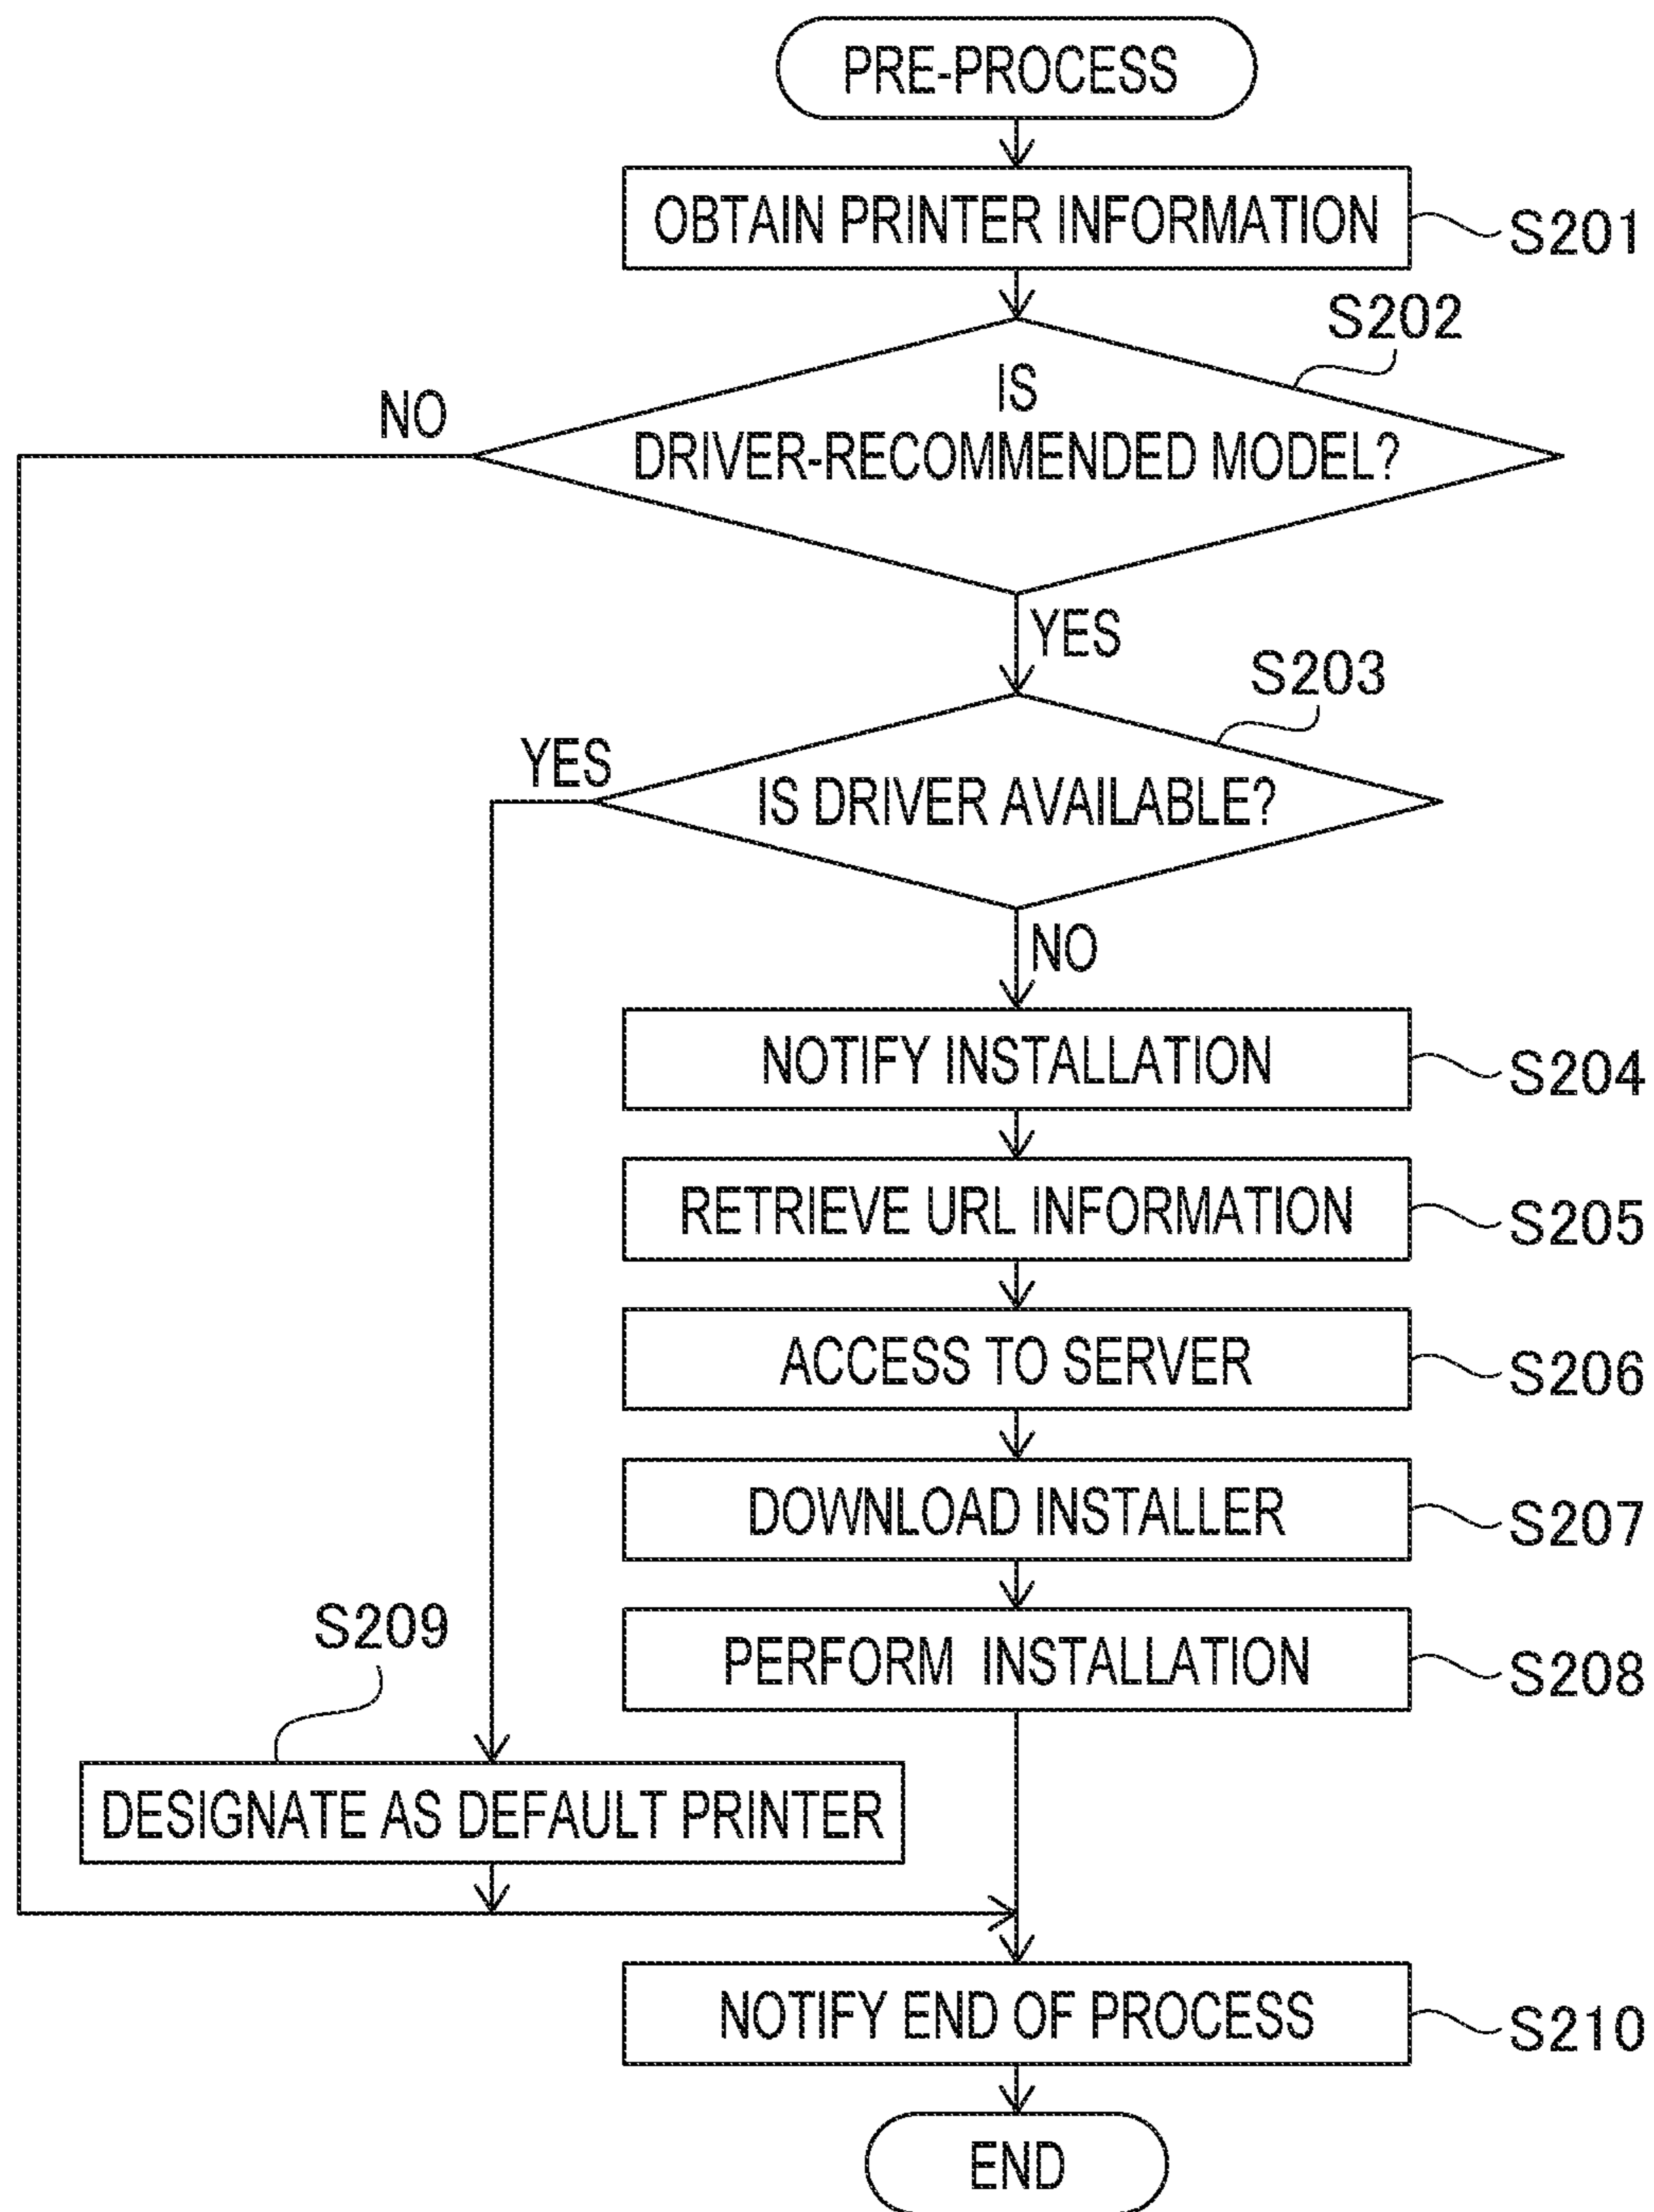 PRE-PROCESS
OBTAIN PRINTER INFORMATION
S201
S202
IS
DRIVER-RECOMMENDED MODEL?
NO
YES
S203
YES
IS DRIVER AVAILABLE?
NO
NOTIFY INSTALLATION
S204
RETRIEVE URL INFORMATION
S205
ACCESS TO SERVER
S206
DOWNLOAD INSTALLER
S207
PERFORM INSTALLATION
S208
S209
DESIGNATE AS DEFAULT PRINTER
NOTIFY END OF PROCESS
S210
END